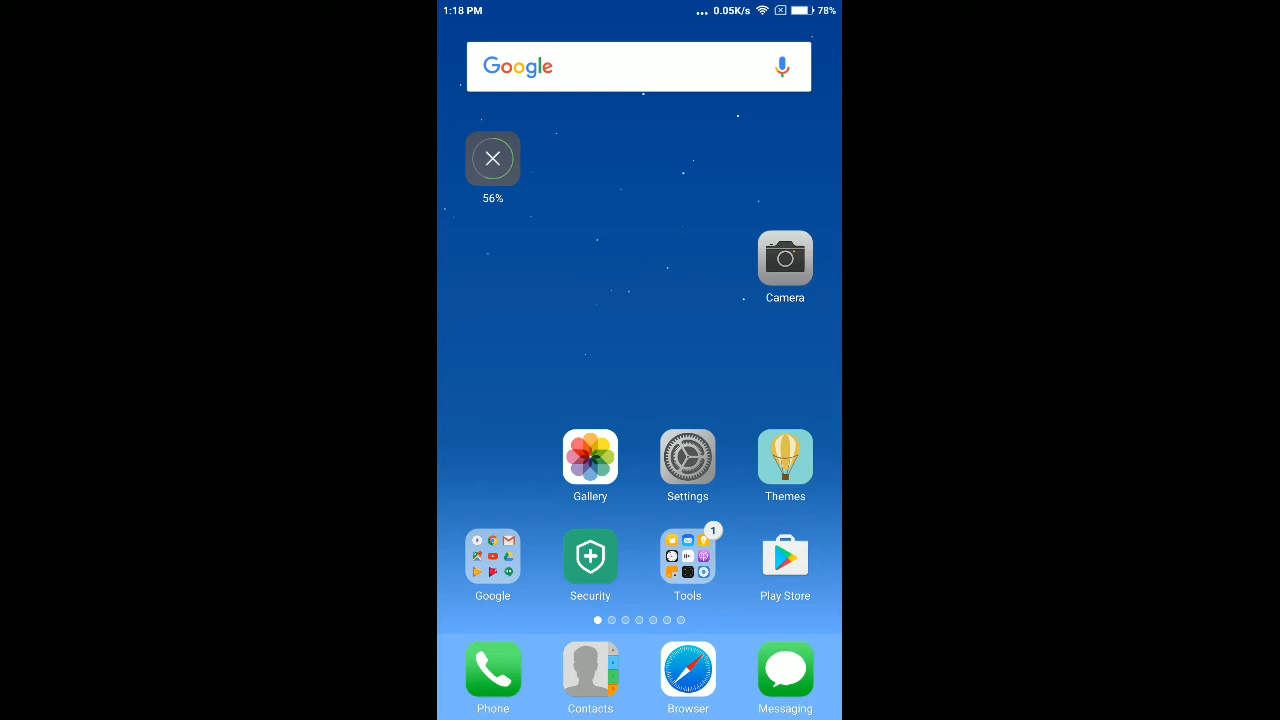 1:18 PM ... 0.05K/s 78%
Google
56%
Camera
Gallery Settings Themes
1
Google Security Tools Play Store
Phone Contacts Browser Messaging